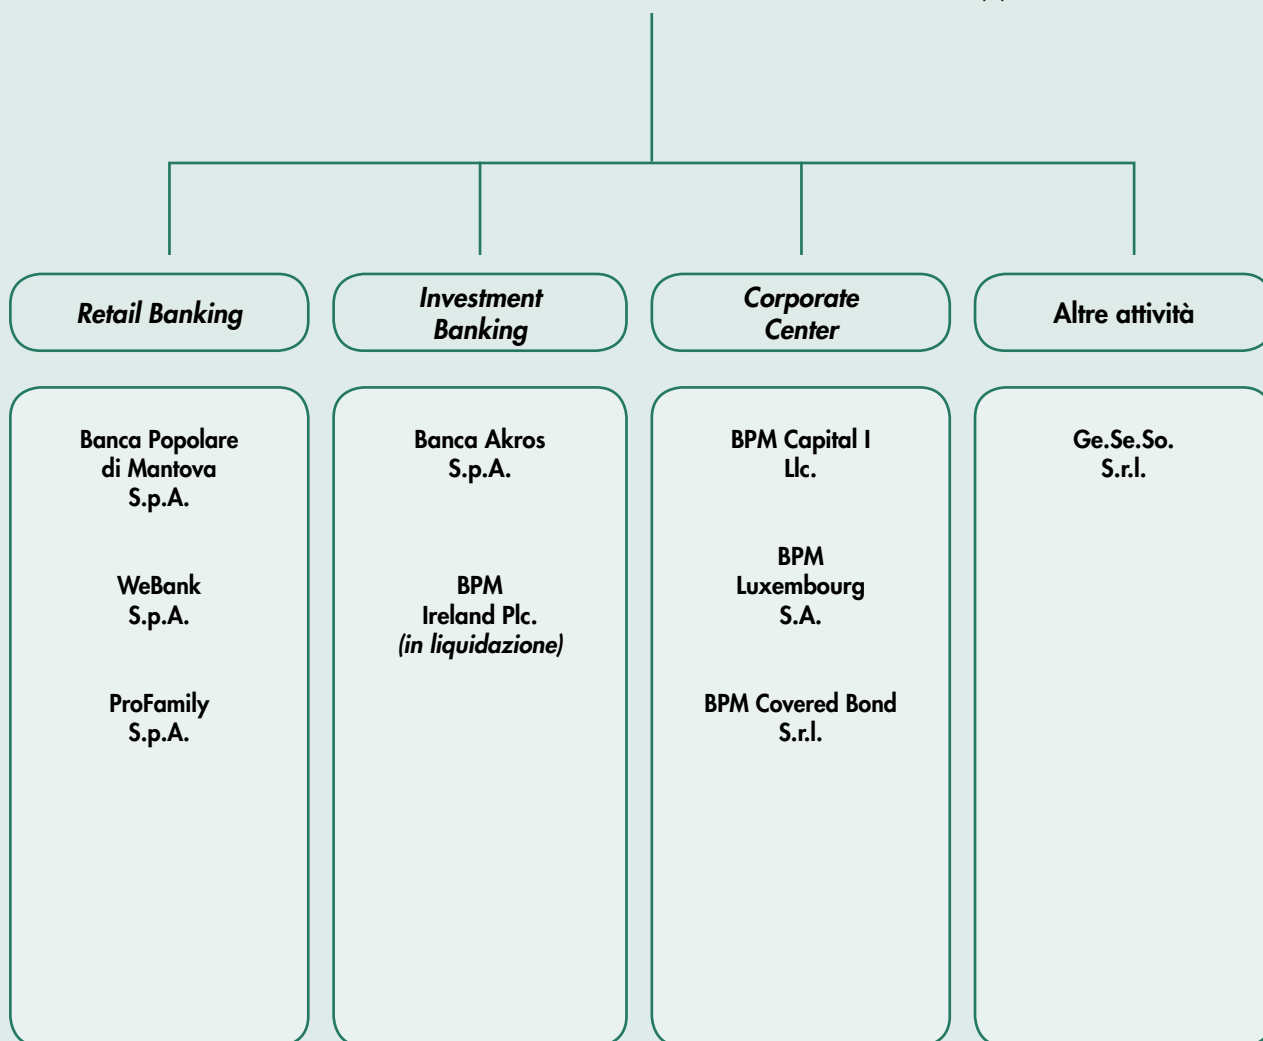 Retail Banking
Investment
Banking
Corporate
Center
Altre attività
Banca Popolare
di Mantova
S.p.A.
WeBank
S.p.A.
ProFamily
S.p.A.
Banca Akros
S.p.A.
BPM
Ireland Plc.
(in liquidazione)
BPM Capital I
Llc.
BPM
Luxembourg
S.A.
BPM Covered Bond
S.r.l.
Ge.Se.So.
S.r.l.